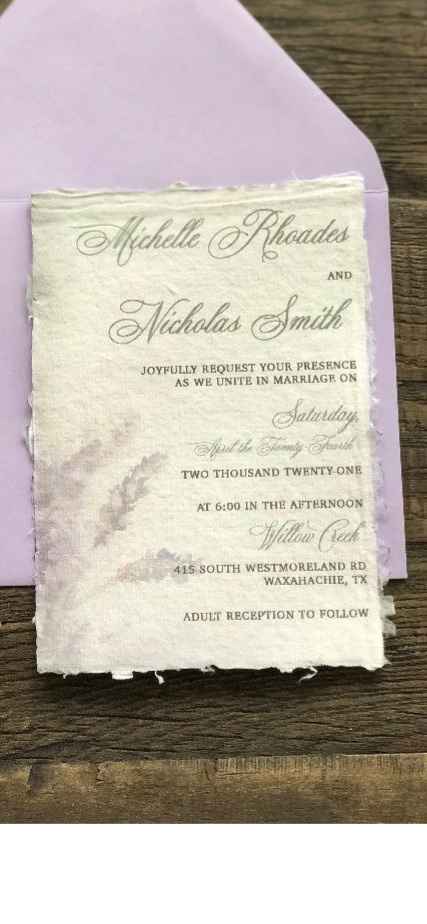 Michelle Rhoades
AND
Nicholas Smith
JOYFULLY REQUEST YOUR PRESENCE
AS WE UNITE IN MARRIAGE ON
Saturday,
April the Twenty Fourth
TWO THOUSAND TWENTY-ONE
AT 6:00 IN THE AFTERNOON
Willow Creek
415 SOUTH WESTMORELAND RD
WAXAHACHIE, TX
ADULT RECEPTION TO FOLLOW